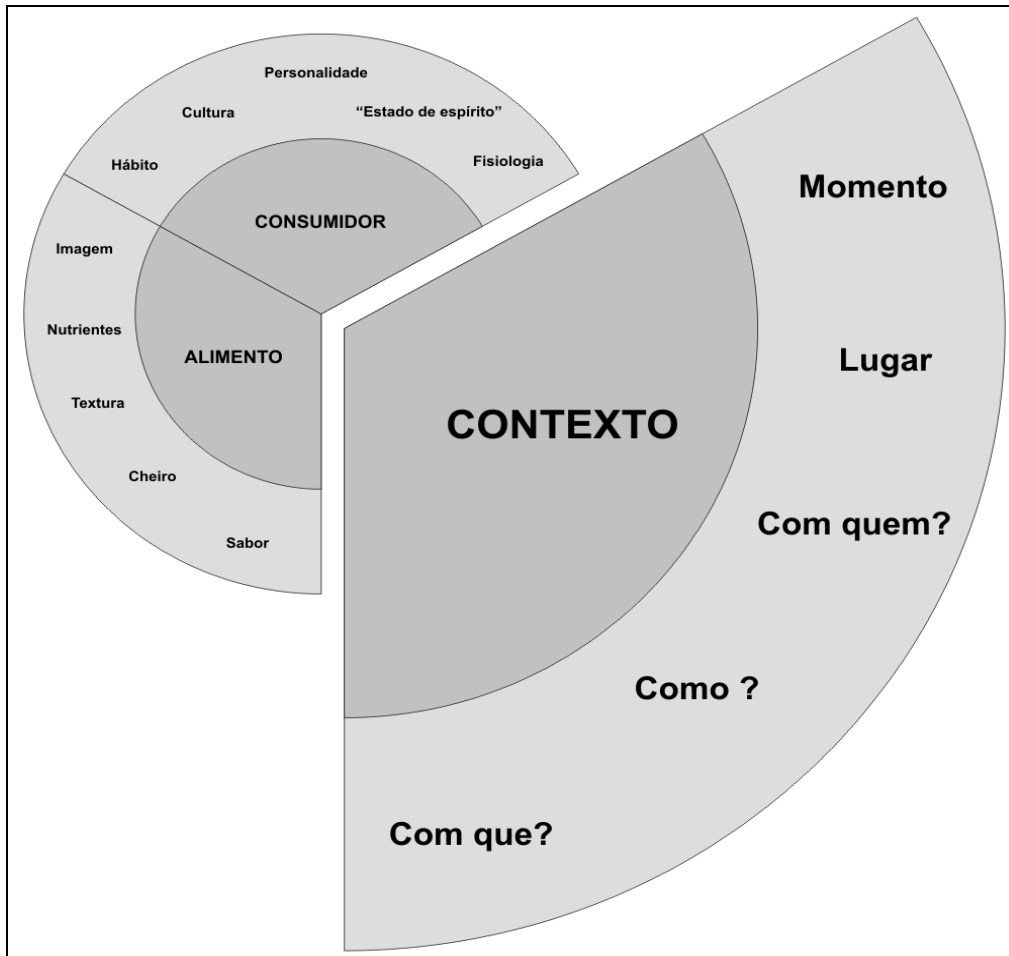 Personalidade
Cultura
“Estado de espírito”
Hábito
Fisiologia
CONSUMIDOR
Imagem
Nutrientes
ALIMENTO
Textura
Cheiro
Sabor
Momento
Lugar
CONTEXTO
Com quem?
Como ?
Com que?